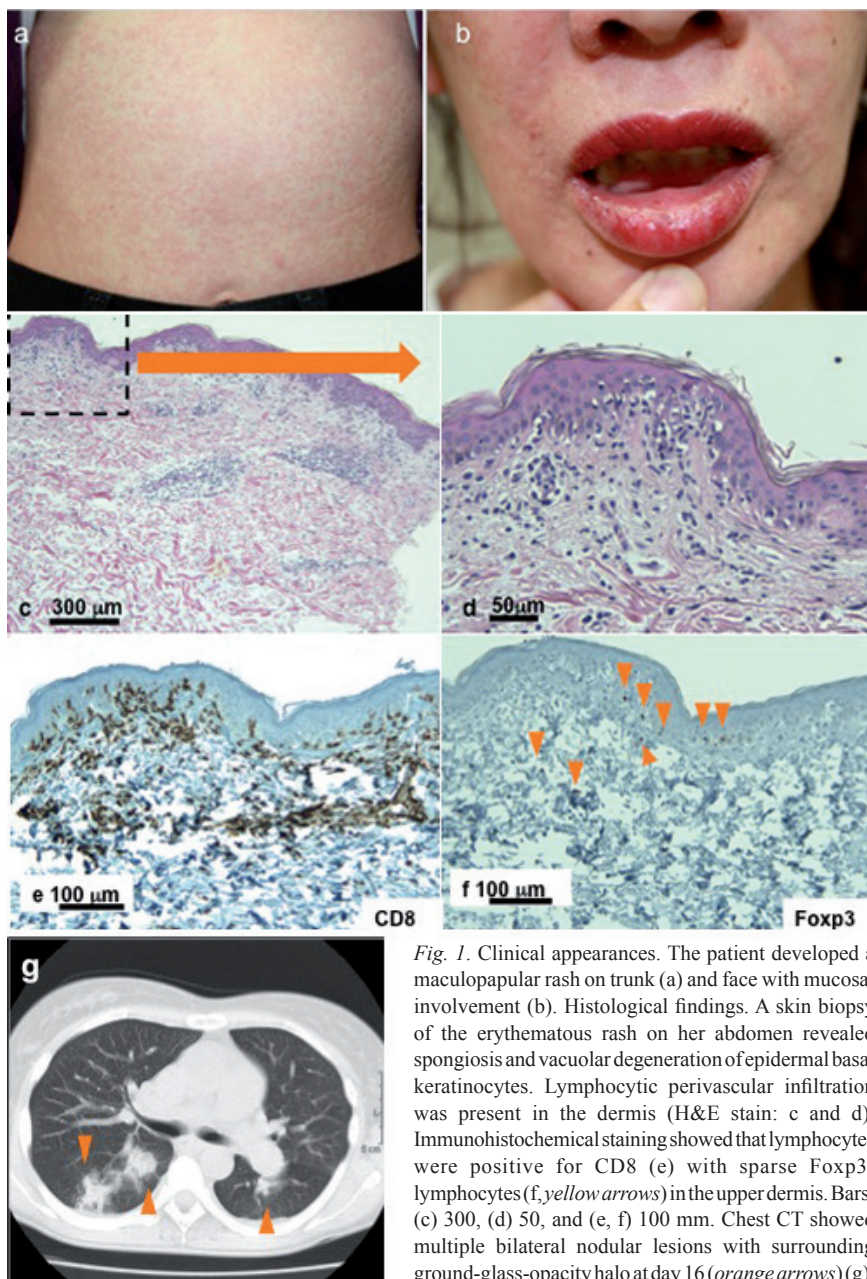 a
b
c 300 μm
d 50μm
e 100 μm
CD8
f 100 μm
Foxp3
g
5cm
Fig. 1. Clinical appearances. The patient developed a
maculopapular rash on trunk (a) and face with mucosa
involvement (b). Histological findings. A skin biopsy
of the erythematous rash on her abdomen revealed
spongiosis and vacuolar degeneration of epidermal basa
keratinocytes. Lymphocytic perivascular infiltration
was present in the dermis (H&E stain: c and d)
Immunohistochemical staining showed that lymphocyte
were positive for CD8 (e) with sparse Foxp3
lymphocytes (f, yellow arrows) in the upper dermis. Bars
(c) 300, (d) 50, and (e, f) 100 mm. Chest CT showed
multiple bilateral nodular lesions with surrounding
ground-glass-opacity halo at day 16 (orange arrows) (g)